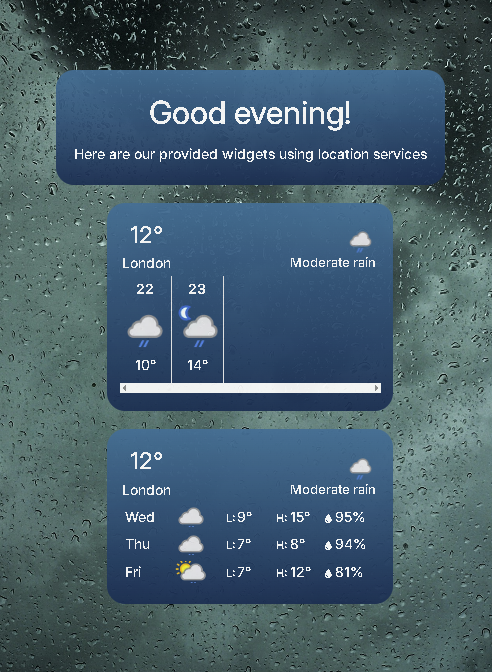 Good evening!
Here are our provided widgets using location services
12°
London
Moderate rain
22 23
10° 14°
12°
London
Moderate rain
Wed L:9° H:15° 95%
Thu L:7° H:8° 94%
Fri L:7° H:12° 81%